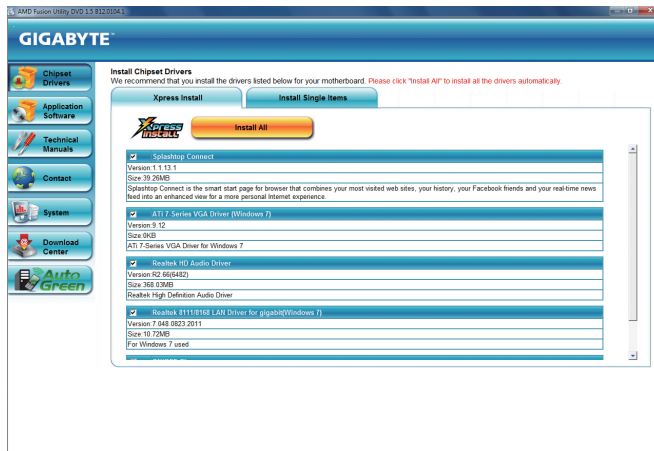 AMD Fusion Utility DVD 1.5 B12.0104.1
GIGABYTE™
Chipset
Drivers
Application
Software
Technical
Manuals
Contact
System
Download
Center
Auto
Green
Install Chipset Drivers
We recommend that you install the drivers listed below for your motherboard. Please click "Install All" to install all the drivers automatically.
Xpress Install
Install Single Items
Xpress
Install
Install All
Splashtop Connect
Version:1.1.13.1
Size:39.26MB
Splashtop Connect is the smart start page for browser that combines your most visited web sites, your history, your Facebook friends and your real-time news
feed into an enhanced view for a more personal Internet experience.
ATi 7-Series VGA Driver (Windows 7)
Version:9.12
Size:0KB
ATi 7-Series VGA Driver for Windows 7
Realtek HD Audio Driver
Version:R2.66(6482)
Size:368.03MB
Realtek High Definition Audio Driver
Realtek 8111/8168 LAN Driver for gigabit(Windows 7)
Version:7.048.0823.2011
Size:10.72MB
For Windows 7 used